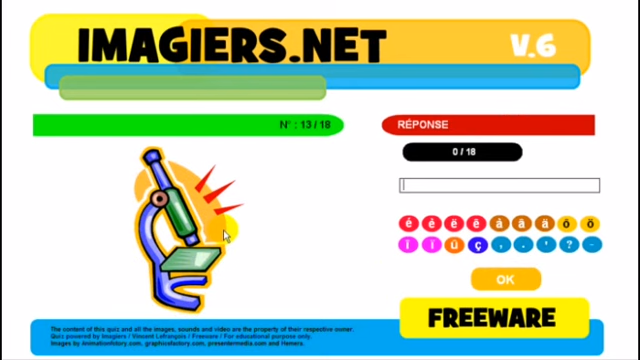 IMAGIERS.NET
V.6
N° : 13 / 18
RÉPONSE
0 / 18
é è ë ê à â ä ô ö
î ï û ç , . ' ? -
OK
FREEWARE
The content of this quiz and all the images, sounds and video are the property of their respective owner.
Quiz powered by Imagiers / Vincent Lefrançois / Freeware / For educational purpose only.
Images by Animationfactory.com, graphicsfactory.com, presentermedia.com and Hemera.